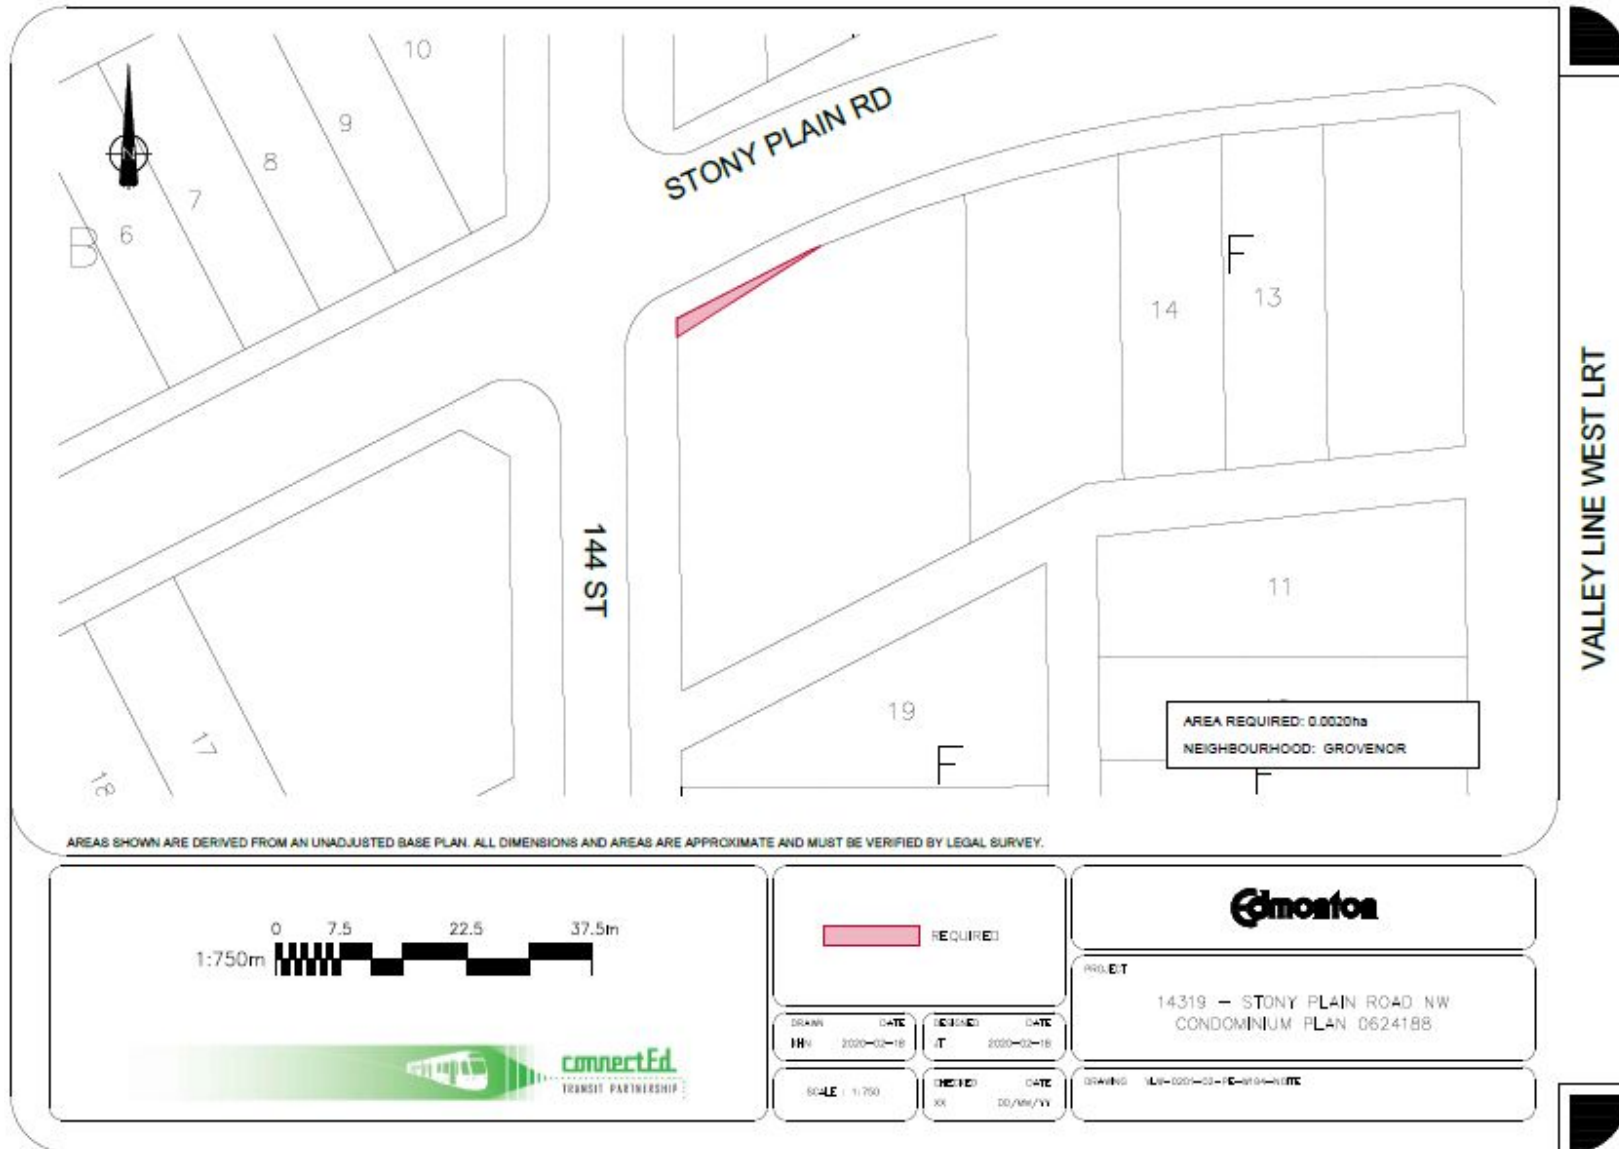 10
9
8
7
6
B
N
STONY PLAIN RD
F
14
13
144 ST
11
19
F
17
18
F
AREA REQUIRED: 0.0020ha
NEIGHBOURHOOD: GROVENOR
VALLEY LINE WEST LRT
AREAS SHOWN ARE DERIVED FROM AN UNADJUSTED BASE PLAN. ALL DIMENSIONS AND AREAS ARE APPROXIMATE AND MUST BE VERIFIED BY LEGAL SURVEY.
0 7.5 22.5 37.5m
1:750m
connectEd
TRANSIT PARTNERSHIP
REQUIRED
DRAWN DATE
2020-02-18
DESIGNED DATE
2020-02-18
SCALE : 1:750
CHECKED DATE
XX DD/MM/YY
Edmonton
PROJECT
14319 – STONY PLAIN ROAD NW
CONDOMINIUM PLAN 0624188
DRAWING